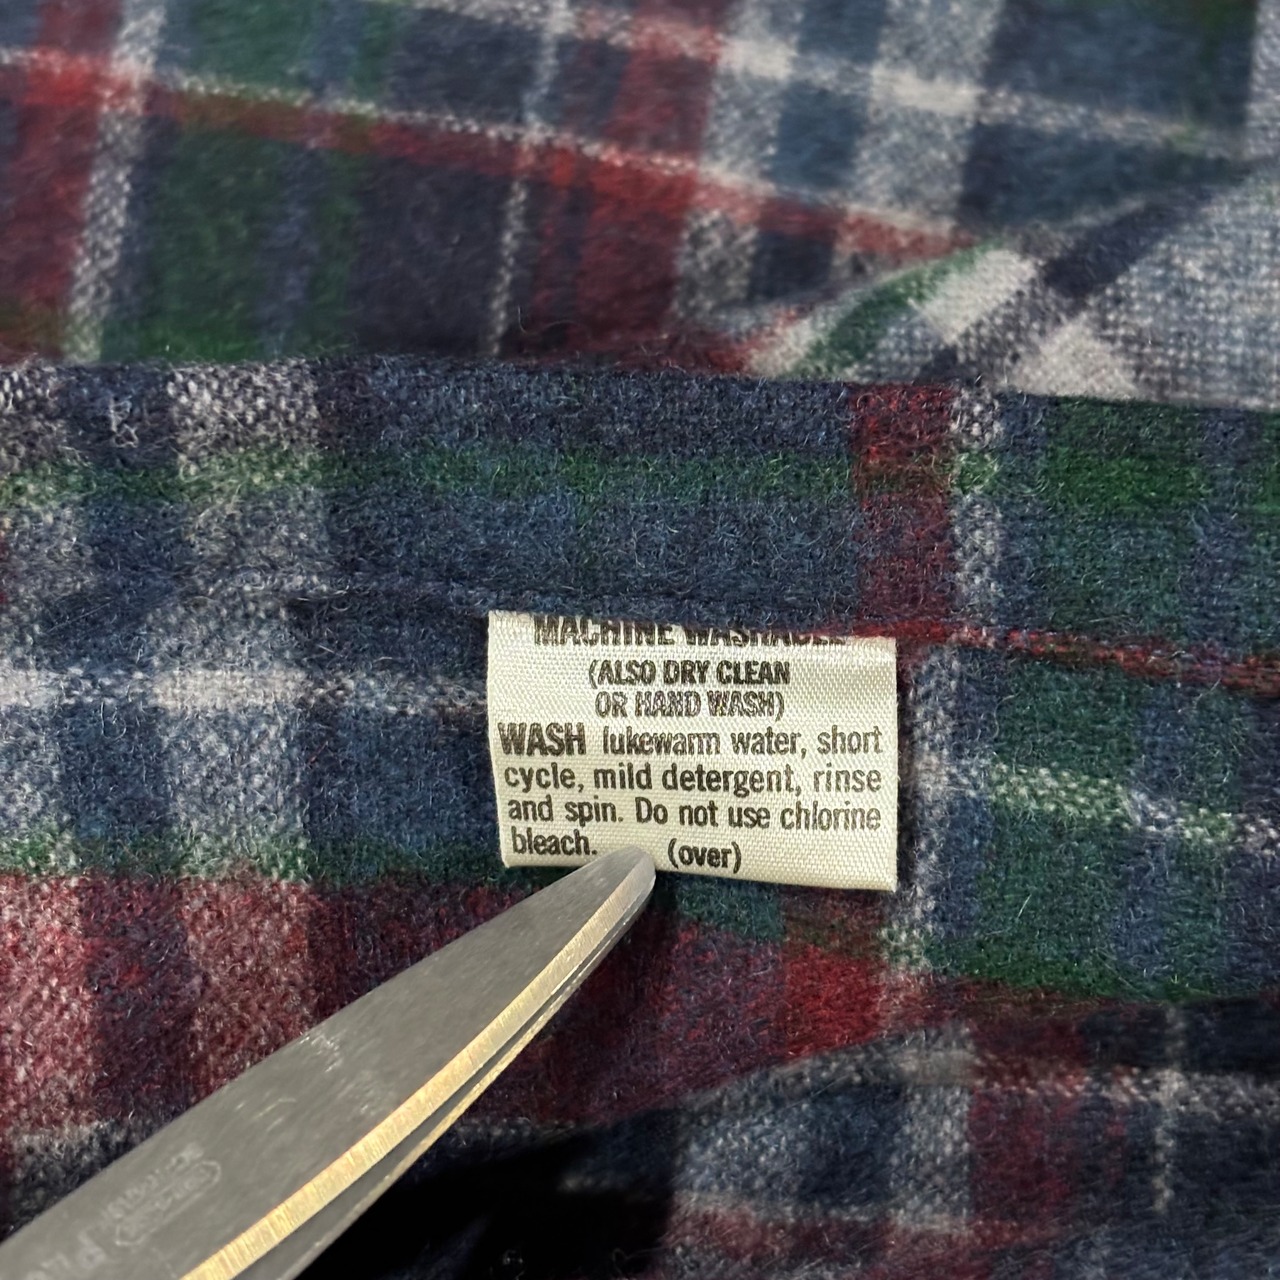 MACHINE WASHABLE
(ALSO DRY CLEAN
OR HAND WASH)
WASH lukewarm water, short
cycle, mild detergent, rinse
and spin. Do not use chlorine
bleach. (over)